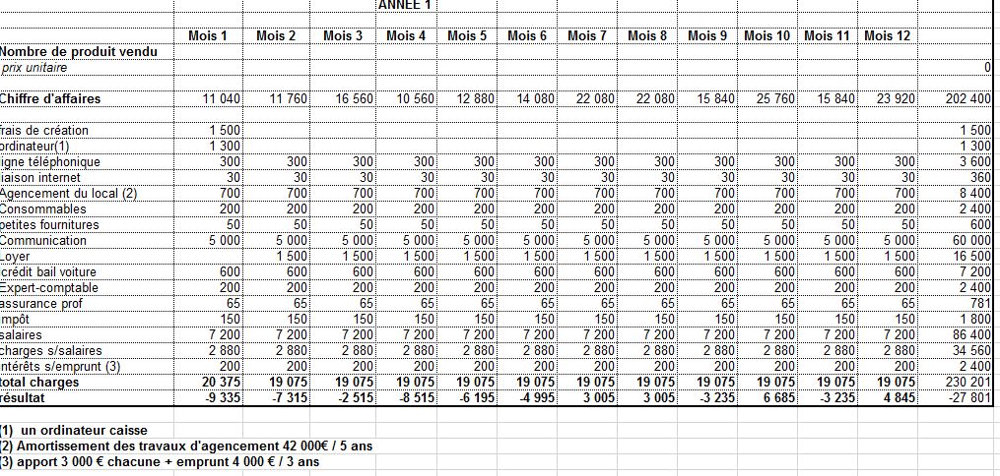 ANNEE 1
Mois 1 Mois 2 Mois 3 Mois 4 Mois 5 Mois 6 Mois 7 Mois 8 Mois 9 Mois 10 Mois 11 Mois 12
Nombre de produit vendu
prix unitaire 0
Chiffre d'affaires 11 040 11 760 16 560 10 560 12 880 14 080 22 080 22 080 15 840 25 760 15 840 23 920 202 400
frais de création 1 500 1 500
ordinateur(1) 1 300 1 300
igne téléphonique 300 300 300 300 300 300 300 300 300 300 300 300 3 600
iaison internet 30 30 30 30 30 30 30 30 30 30 30 30 360
Agencement du local (2) 700 700 700 700 700 700 700 700 700 700 700 700 8 400
Consommables 200 200 200 200 200 200 200 200 200 200 200 200 2 400
petites fournitures 50 50 50 50 50 50 50 50 50 50 50 50 600
Communication 5 000 5 000 5 000 5 000 5 000 5 000 5 000 5 000 5 000 5 000 5 000 5 000 60 000
Loyer 1 500 1 500 1 500 1 500 1 500 1 500 1 500 1 500 1 500 1 500 1 500 16 500
crédit bail voiture 600 600 600 600 600 600 600 600 600 600 600 600 7 200
Expert-comptable 200 200 200 200 200 200 200 200 200 200 200 200 2 400
assurance prof 65 65 65 65 65 65 65 65 65 65 65 65 781
mpôt 150 150 150 150 150 150 150 150 150 150 150 150 1 800
salaires 7 200 7 200 7 200 7 200 7 200 7 200 7 200 7 200 7 200 7 200 7 200 7 200 86 400
charges s/salaires 2 880 2 880 2 880 2 880 2 880 2 880 2 880 2 880 2 880 2 880 2 880 2 880 34 560
ntérêts s/emprunt (3) 200 200 200 200 200 200 200 200 200 200 200 200 2 400
total charges 20 375 19 075 19 075 19 075 19 075 19 075 19 075 19 075 19 075 19 075 19 075 19 075 230 201
résultat -9 335 -7 315 -2 515 -8 515 -6 195 -4 995 3 005 3 005 -3 235 6 685 -3 235 4 845 -27 801
(1) un ordinateur caisse
(2) Amortissement des travaux d'agencement 42 000€ / 5 ans
(3) apport 3 000 € chacune + emprunt 4 000 € / 3 ans